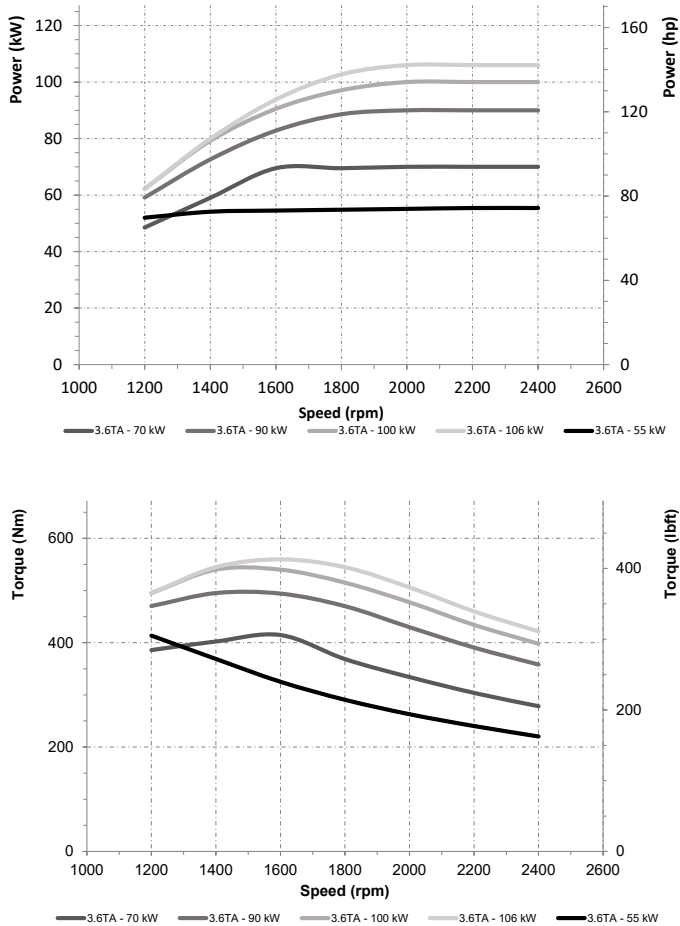 Power (kW)
Power (hp)
120
100
80
60
40
20
0
160
120
80
40
0
1000 1200 1400 1600 1800 2000 2200 2400 2600
Speed (rpm)
3.6TA - 70 kW 3.6TA - 90 kW 3.6TA - 100 kW 3.6TA - 106 kW 3.6TA - 55 kW
Torque (Nm)
Torque (lbft)
600
400
200
0
400
200
0
1000 1200 1400 1600 1800 2000 2200 2400 2600
Speed (rpm)
3.6TA - 70 kW 3.6TA - 90 kW 3.6TA - 100 kW 3.6TA - 106 kW 3.6TA - 55 kW